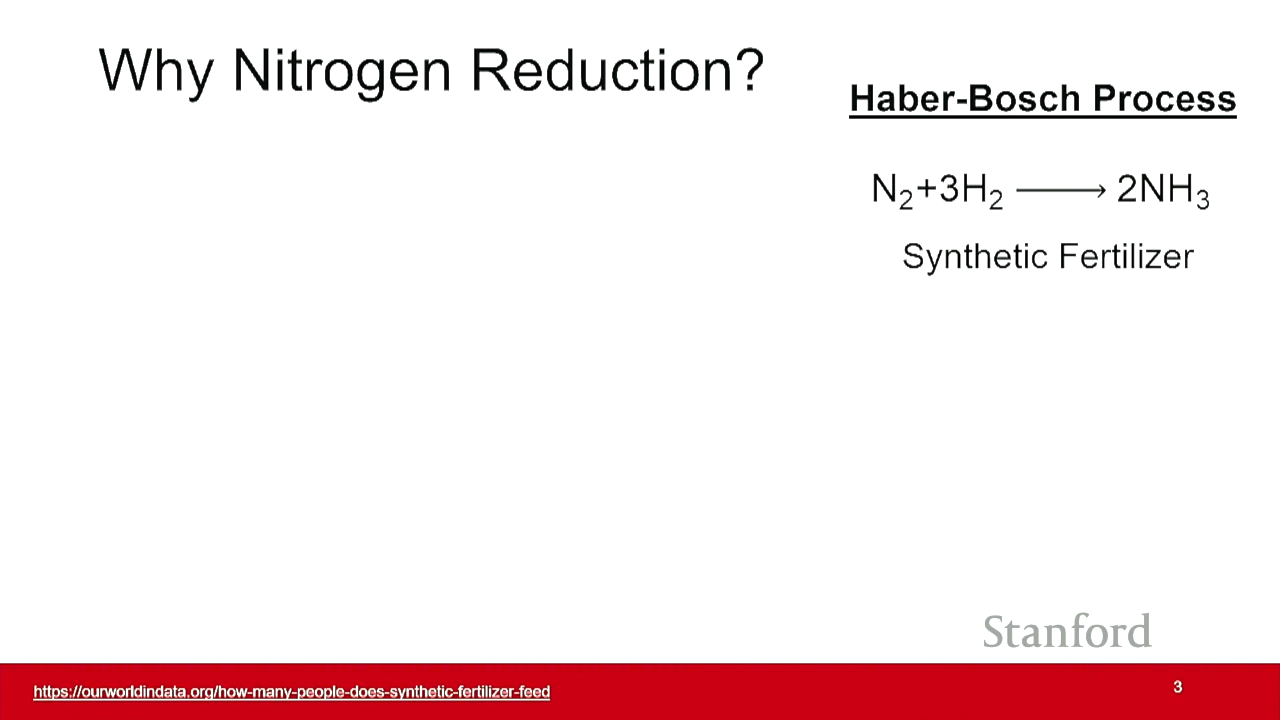 Why Nitrogen Reduction?
Haber-Bosch Process
N₂+3H₂ ⟶ 2NH₃
Synthetic Fertilizer
Stanford
https://ourworldindata.org/how-many-people-does-synthetic-fertilizer-feed
3